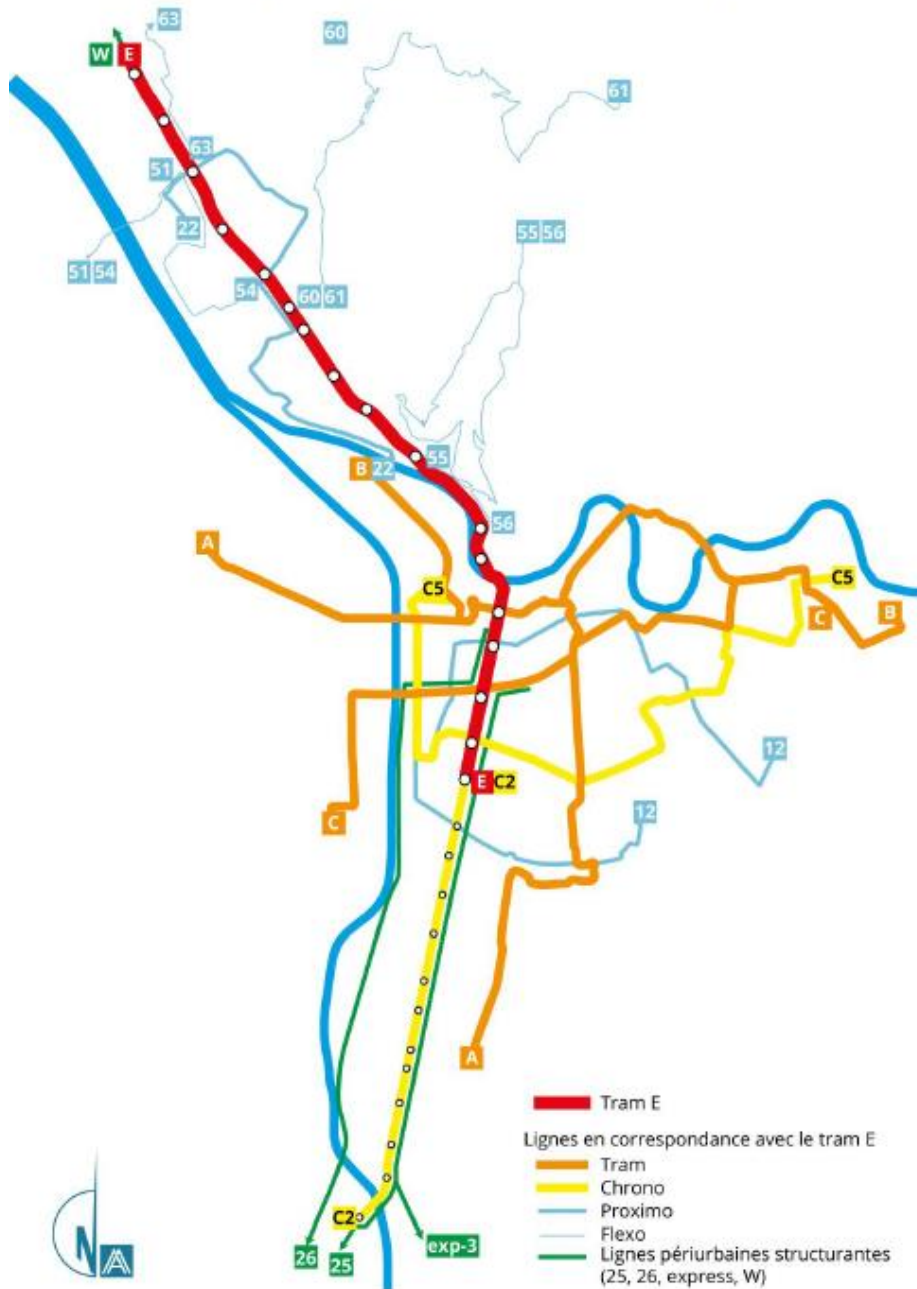 63
60
W E
61
63
51
22
55 56
51 54
54
60 61
55
B 22
56
A
C5
C5
C
B
12
E C2
C
12
A
Tram E
Lignes en correspondance avec le tram E
Tram
Chrono
Proximo
Flexo
Lignes périurbaines structurantes
(25, 26, express, W)
C2
exp-3
26
25
N